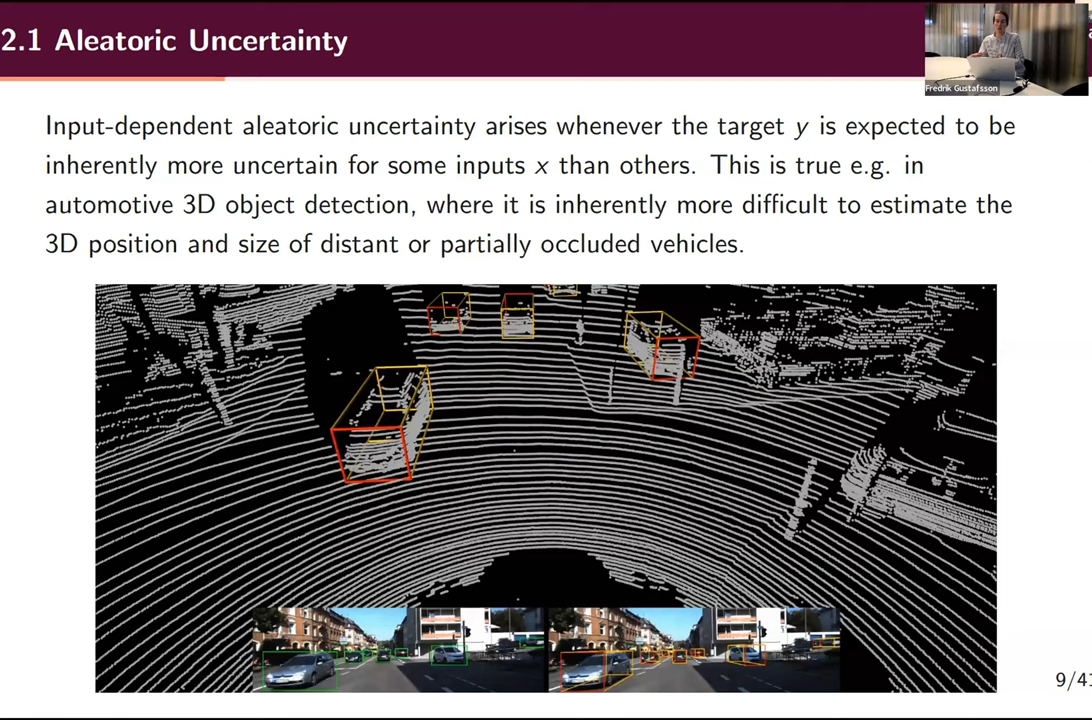 2.1 Aleatoric Uncertainty
Fredrik Gustafsson
Input-dependent aleatoric uncertainty arises whenever the target y is expected to be
inherently more uncertain for some inputs x than others. This is true e.g. in
automotive 3D object detection, where it is inherently more difficult to estimate the
3D position and size of distant or partially occluded vehicles.
9/41